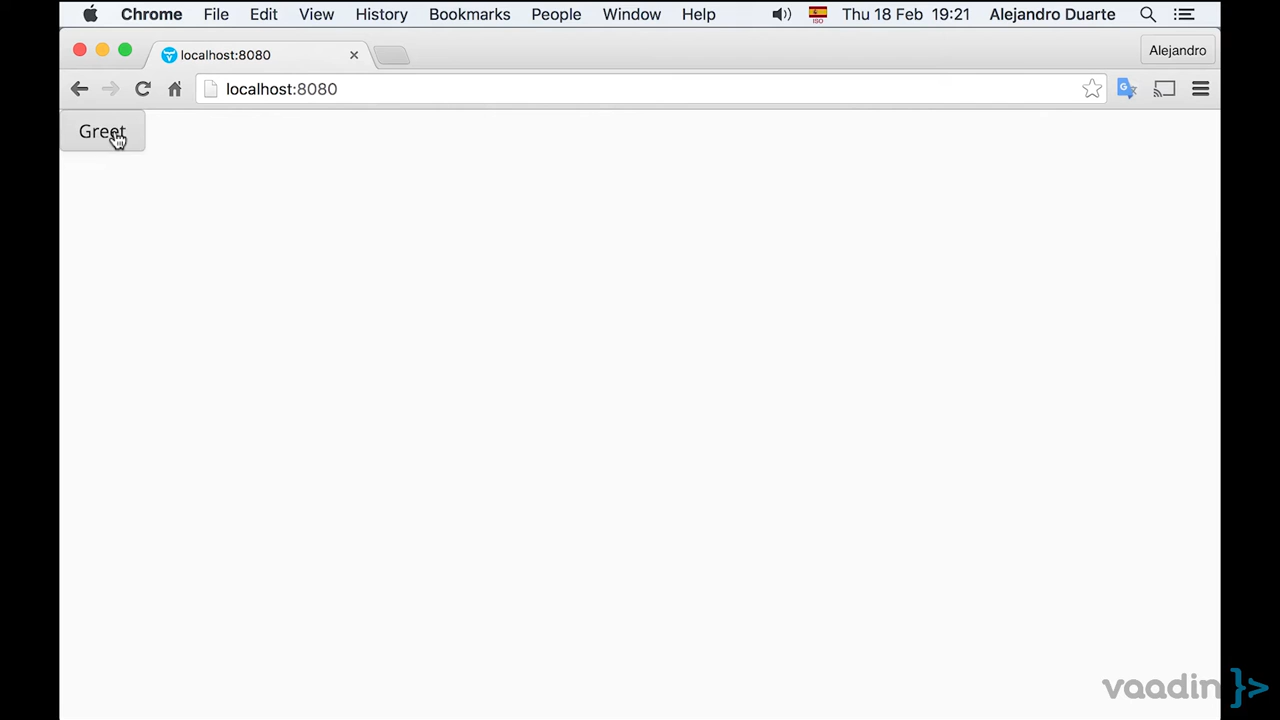 Chrome File Edit View History Bookmarks People Window Help ISO Thu 18 Feb 19:21 Alejandro Duarte
localhost:8080 Alejandro
localhost:8080
Greet
vaadin }>